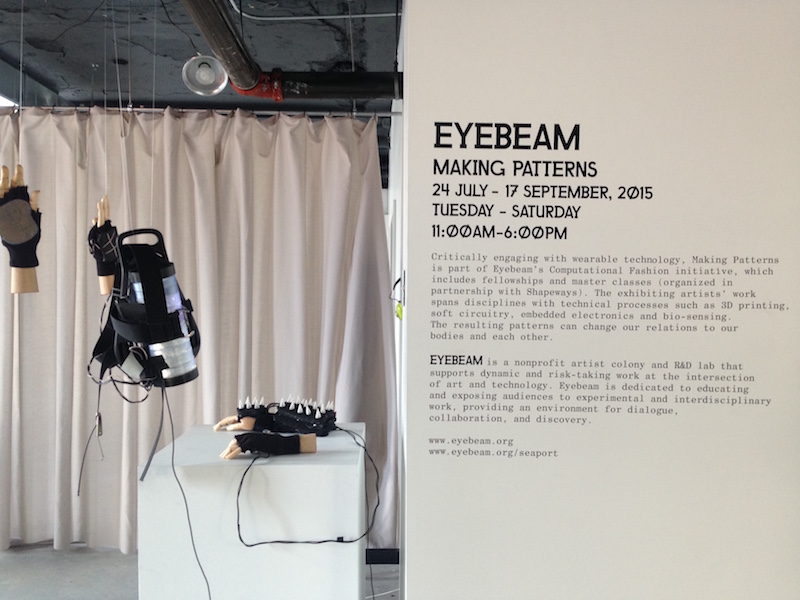 EYEBEAM
MAKING PATTERNS
24 JULY – 17 SEPTEMBER, 2015
TUESDAY – SATURDAY
11:00AM-6:00PM
Critically engaging with wearable technology, Making Patterns
is part of Eyebeam's Computational Fashion initiative, which
includes fellowships and master classes (organized in
partnership with Shapeways). The exhibiting artists' work
spans disciplines with technical processes such as 3D printing,
soft circuitry, embedded electronics and bio-sensing.
The resulting patterns can change our relations to our
bodies and each other.
EYEBEAM is a nonprofit artist colony and R&D lab that
supports dynamic and risk-taking work at the intersection
of art and technology. Eyebeam is dedicated to educating
and exposing audiences to experimental and interdisciplinary
work, providing an environment for dialogue,
collaboration, and discovery.
www.eyebeam.org
www.eyebeam.org/seaport